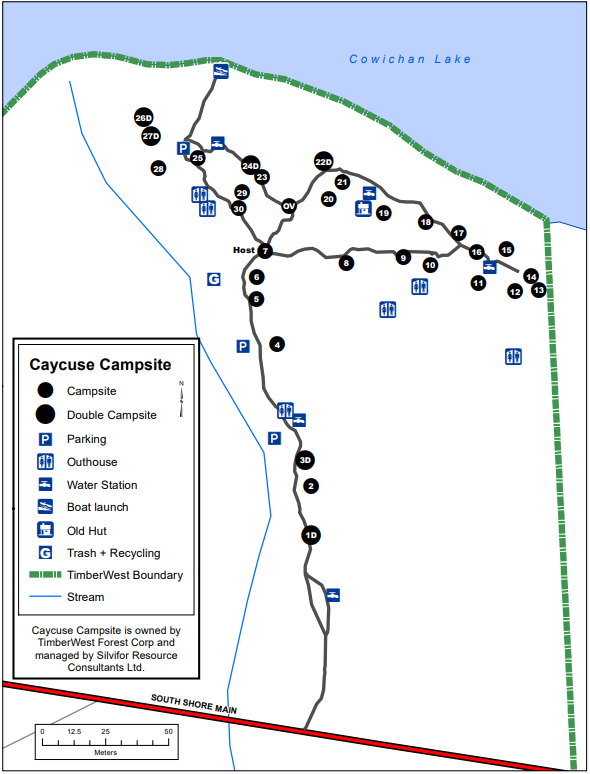 Cowichan Lake
26D
27D
28
P
25
24D
23
22D
21
20
19
29
30
OV
18
17
16
15
Host 7
8
9
10
11
12
14
13
G
6
5
P
4
P
3D
2
1D
Caycuse Campsite
N
Campsite
Double Campsite
P Parking
Outhouse
Water Station
Boat launch
Old Hut
G Trash + Recycling
TimberWest Boundary
Stream
Caycuse Campsite is owned by
TimberWest Forest Corp and
managed by Silvifor Resource
Consultants Ltd.
SOUTH SHORE MAIN
0 12.5 25 50
Meters